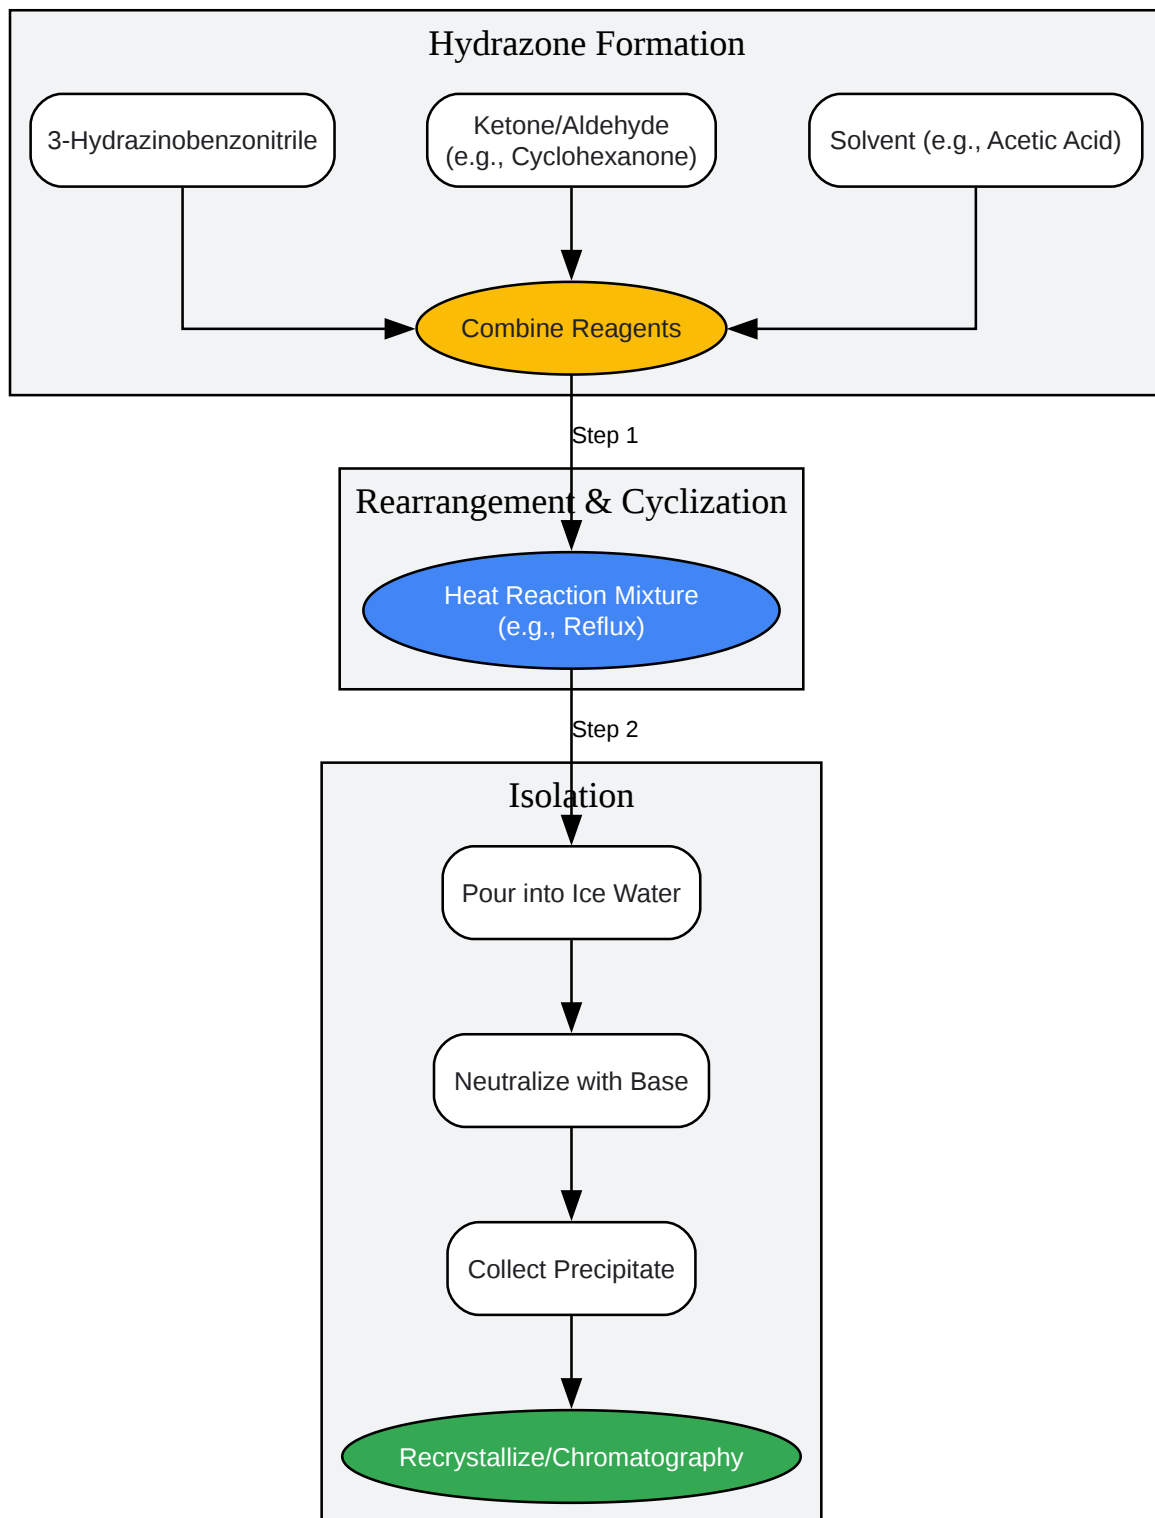 Hydrazone Formation
3-Hydrazinobenzonitrile
Ketone/Aldehyde
(e.g., Cyclohexanone)
Solvent (e.g., Acetic Acid)
Combine Reagents
Step 1
Rearrangement & Cyclization
Heat Reaction Mixture
(e.g., Reflux)
Step 2
Isolation
Pour into Ice Water
Neutralize with Base
Collect Precipitate
Recrystallize/Chromatography